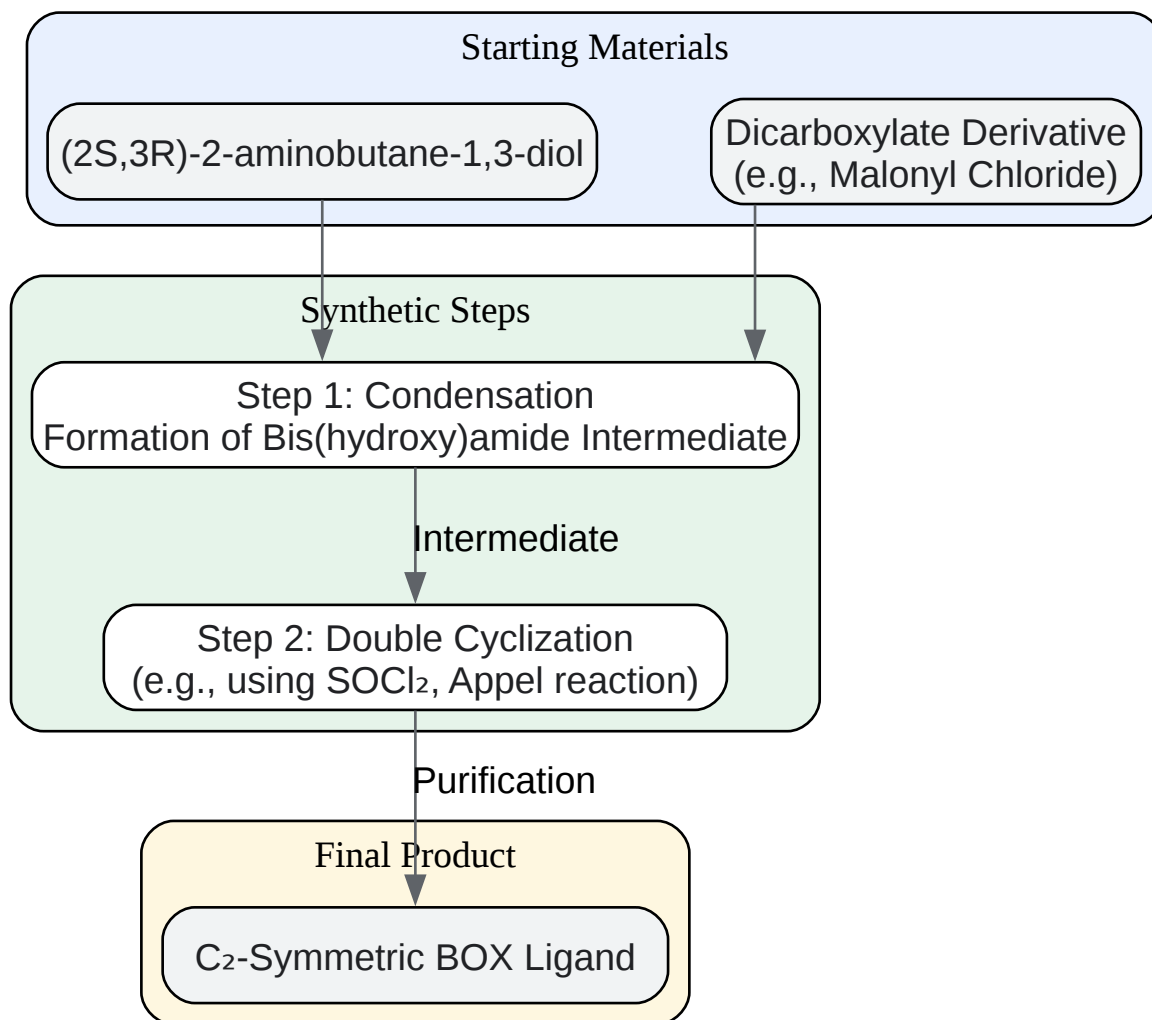 Starting Materials
(2S,3R)-2-aminobutane-1,3-diol
Dicarboxylate Derivative
(e.g., Malonyl Chloride)
Synthetic Steps
Step 1: Condensation
Formation of Bis(hydroxy)amide Intermediate
Intermediate
Step 2: Double Cyclization
(e.g., using SOCl₂, Appel reaction)
Purification
Final Product
C₂-Symmetric BOX Ligand